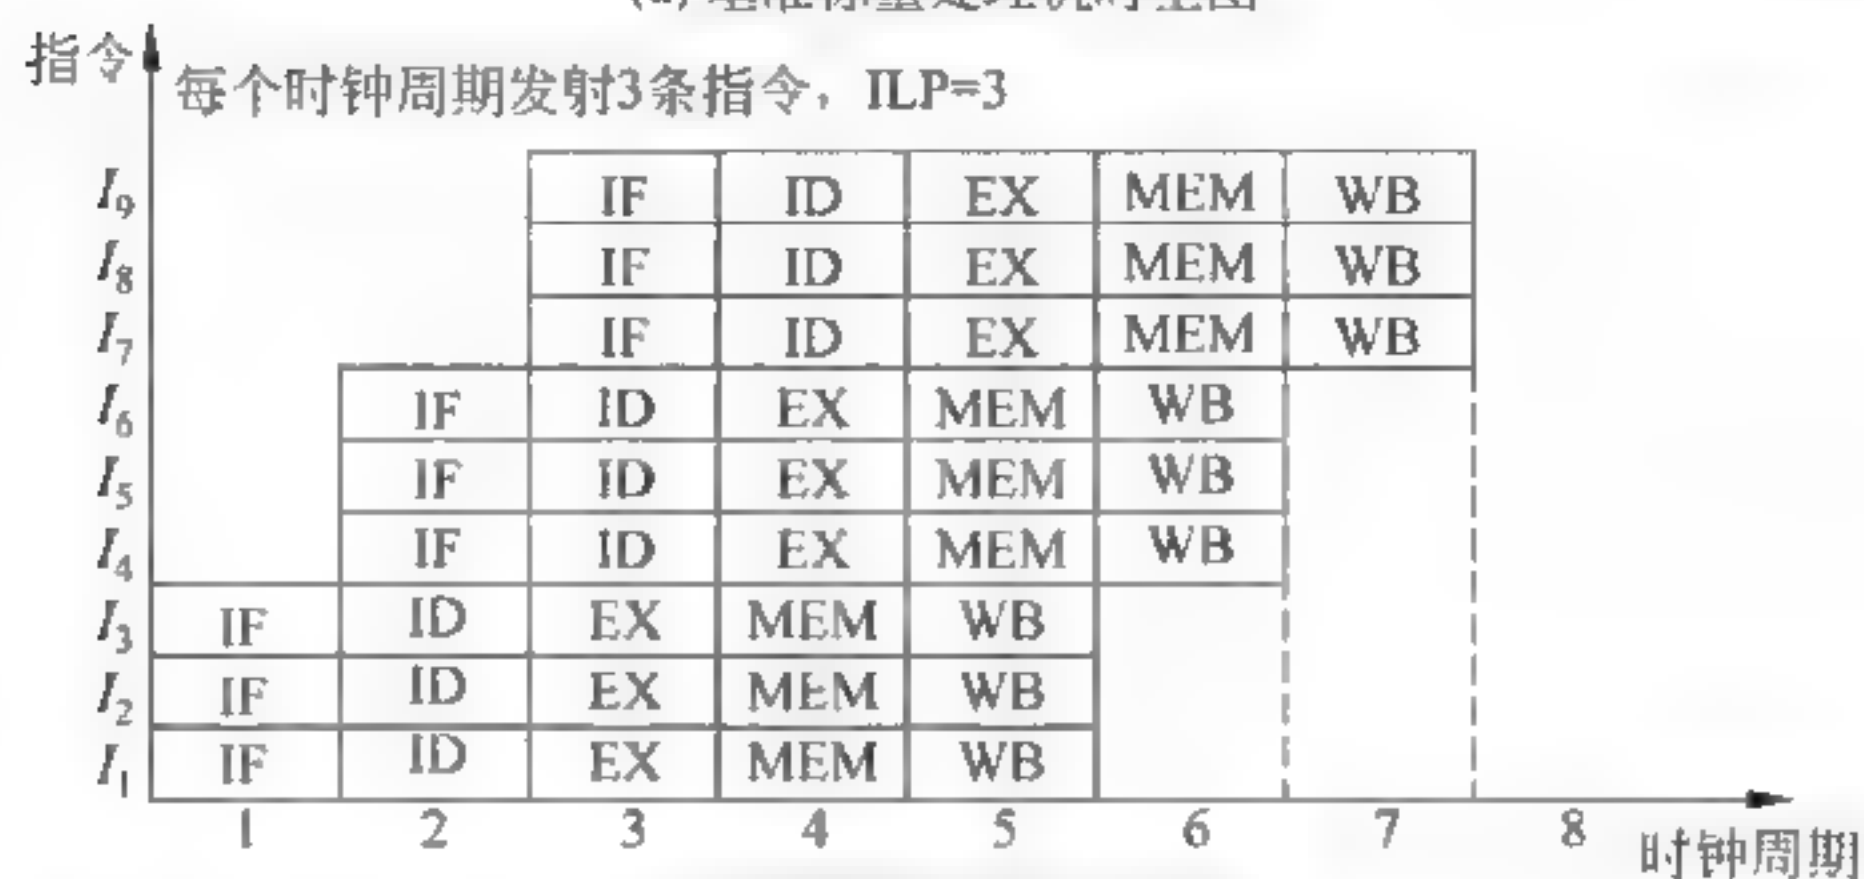 指令
每个时钟周期发射3条指令，ILP=3
I9 IF ID EX MEM WB
I8 IF ID EX MEM WB
I7 IF ID EX MEM WB
I6 IF ID EX MEM WB
I5 IF ID EX MEM WB
I4 IF ID EX MEM WB
I3 IF ID EX MEM WB
I2 IF ID EX MEM WB
I1 IF ID EX MEM WB
1 2 3 4 5 6 7 8
时钟周期